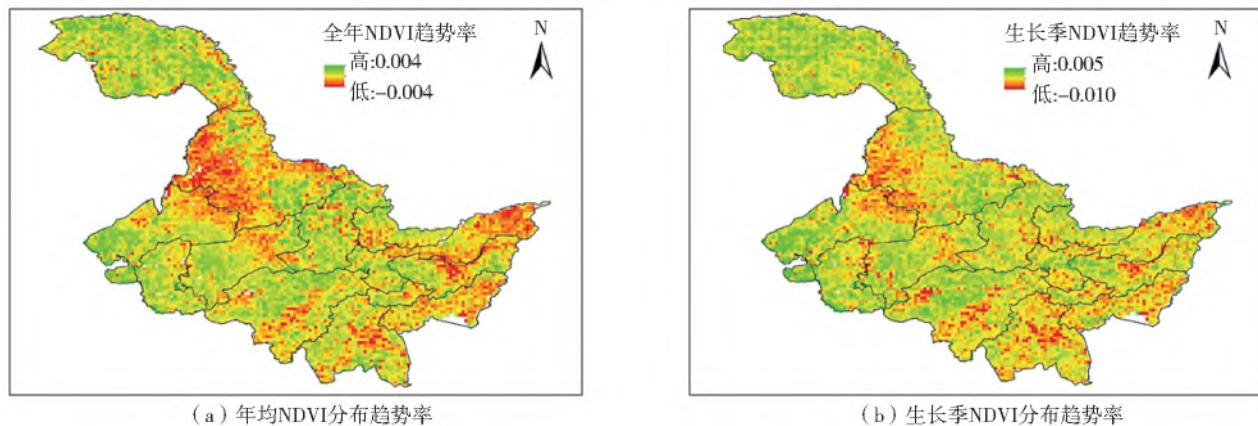 全年NDVI趋势率
N
高:0.004
低:-0.004
(a)年均NDVI分布趋势率
生长季NDVI趋势率
N
高:0.005
低:-0.010
(b)生长季NDVI分布趋势率